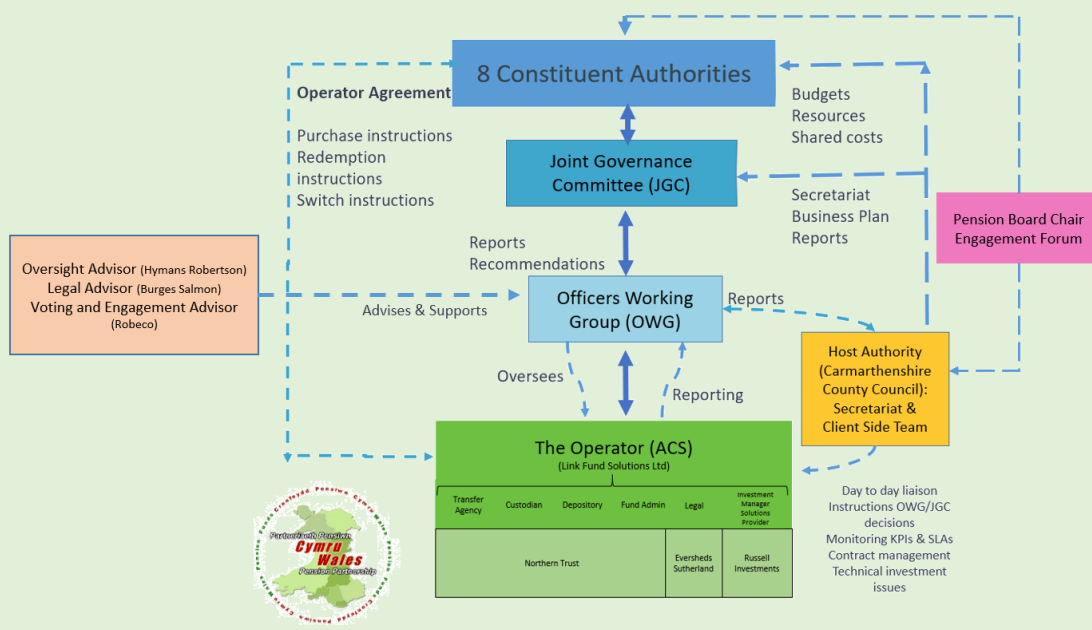 8 Constituent Authorities
Operator Agreement
Purchase instructions
Redemption
instructions
Switch instructions
Budgets
Resources
Shared costs
Joint Governance
Committee (JGC)
Secretariat
Business Plan
Reports
Pension Board Chair
Engagement Forum
Reports
Recommendations
Oversight Advisor (Hymans Robertson)
Legal Advisor (Burges Salmon)
Voting and Engagement Advisor
(Robeco)
Advises & Supports
Officers Working
Group (OWG)
Reports
Host Authority
(Carmarthenshire
County Council):
Secretariat &
Client Side Team
Oversees
Reporting
The Operator (ACS)
(Link Fund Solutions Ltd)
Transfer
Agency
Custodian
Depository
Fund Admin
Legal
Investment
Manager
Solutions
Provider
Northern Trust
Eversheds
Sutherland
Russell
Investments
Day to day liaison
Instructions OWG/JGC
decisions
Monitoring KPIs & SLAs
Contract management
Technical investment
issues
Partneriaeth Pensiwn
Cymru
Wales
Pension Partnership